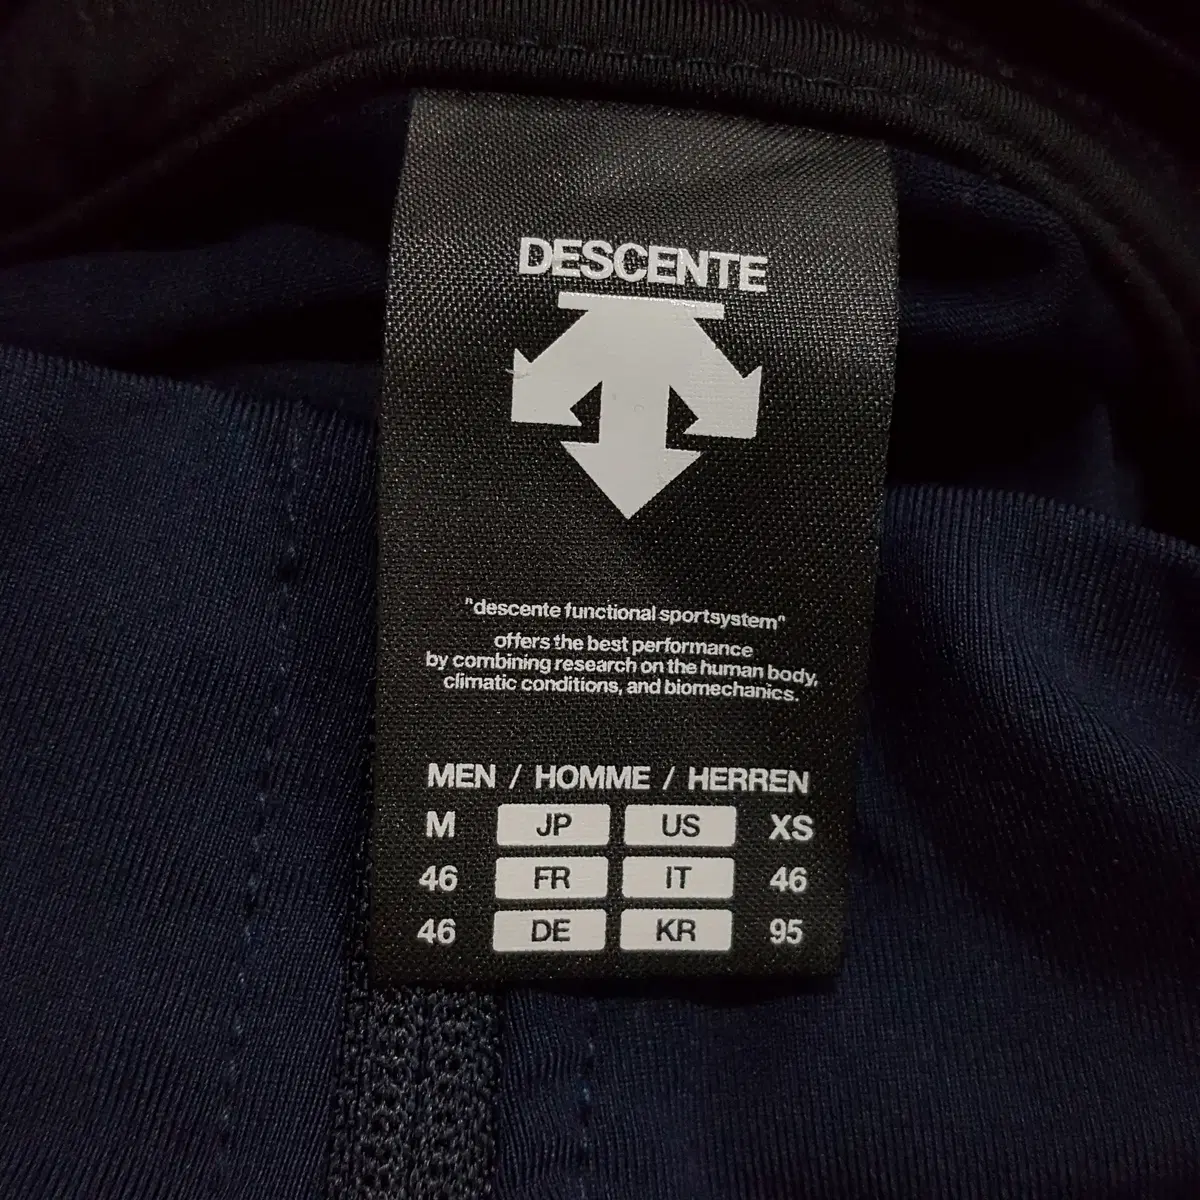 DESCENTE
"descente functional sportsystem"
offers the best performance
by combining research on the human body,
climatic conditions, and biomechanics.
MEN / HOMME / HERREN
M JP US XS
46 FR IT 46
46 DE KR 95